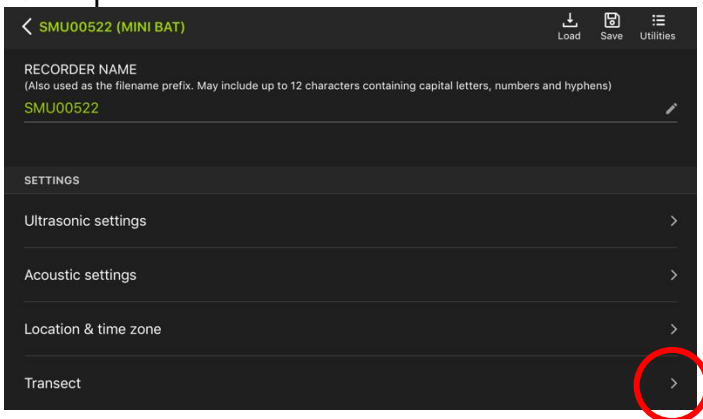 SMU00522 (MINI BAT)
Load Save Utilities
RECORDER NAME
(Also used as the filename prefix. May include up to 12 characters containing capital letters, numbers and hyphens)
SMU00522
SETTINGS
Ultrasonic settings
Acoustic settings
Location & time zone
Transect